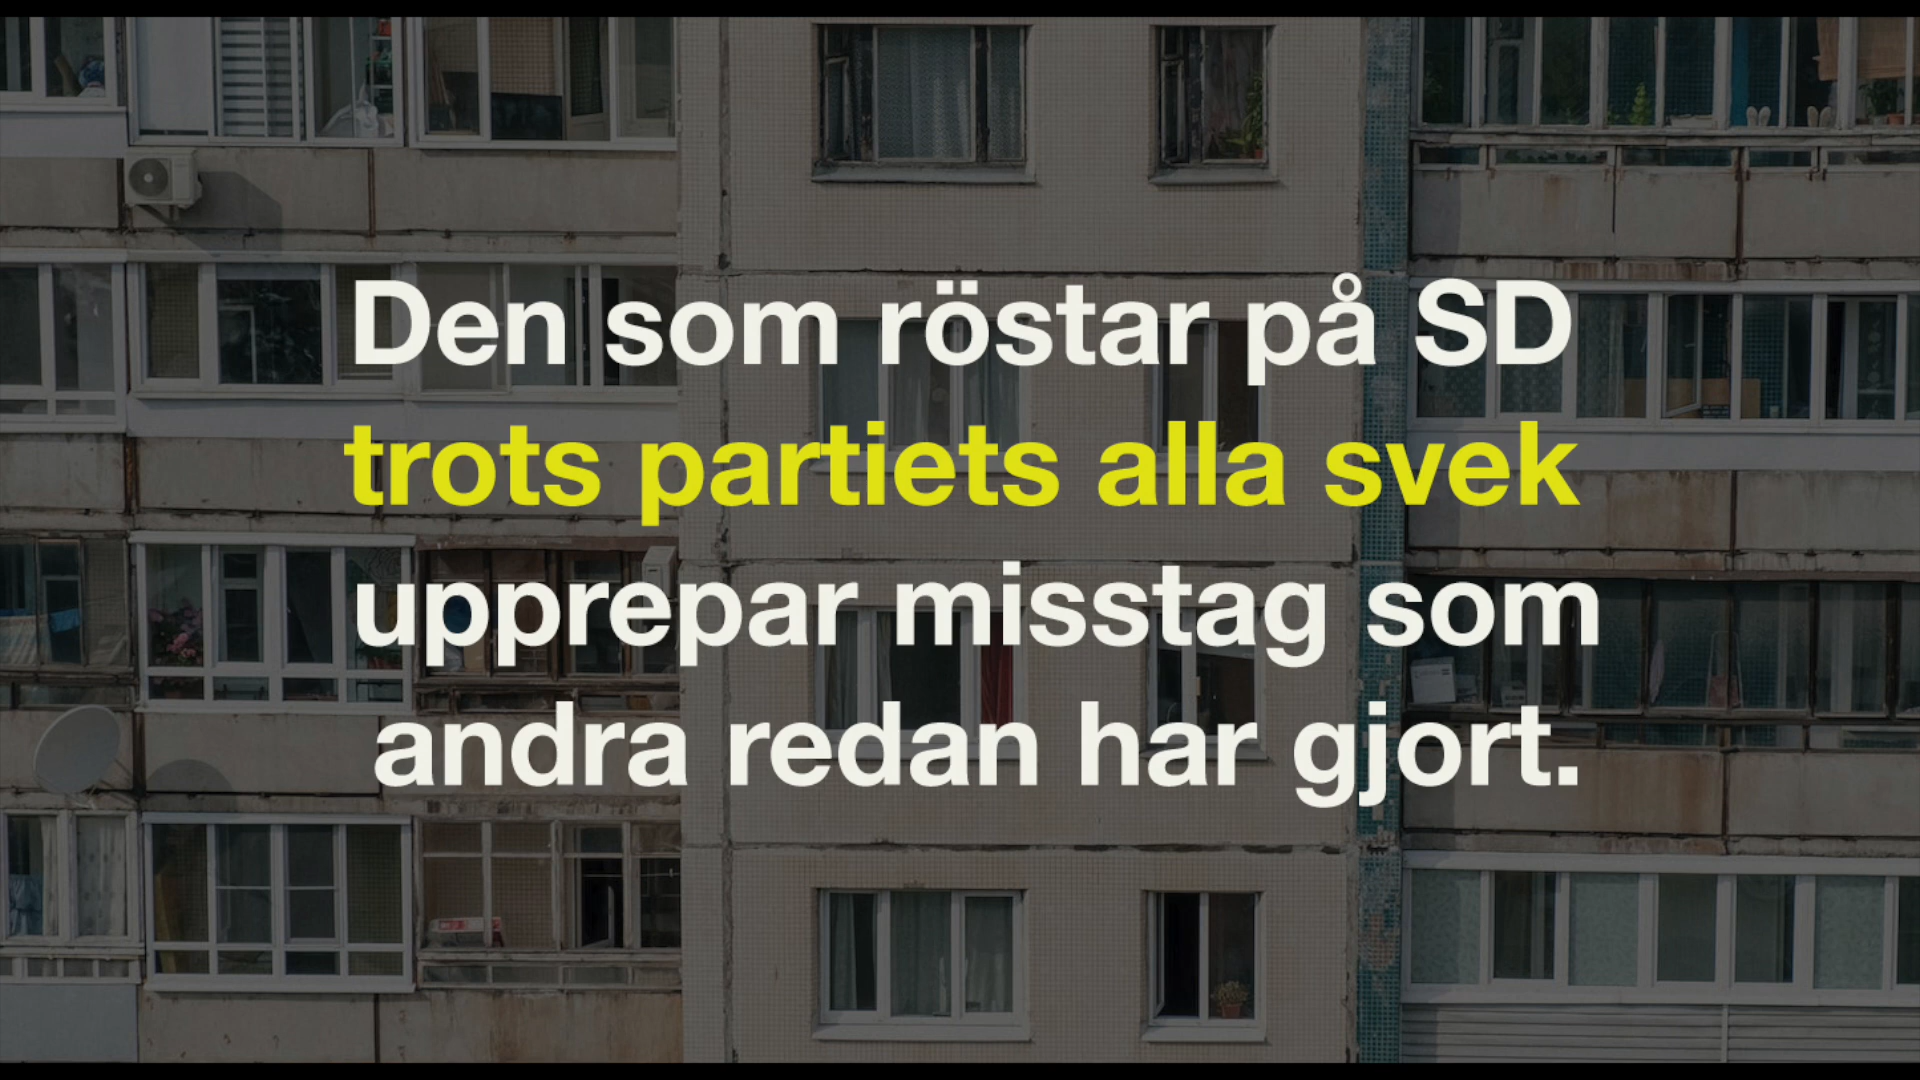 Den som röstar på SD
trots partiets alla svek
upprepar misstag som
andra redan har gjort.